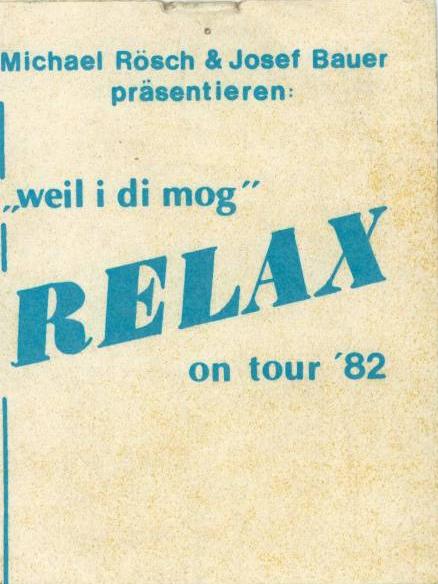 Michael Rösch & Josef Bauer
präsentieren:
„weil i di mog˝
RELAX
on tour ´82